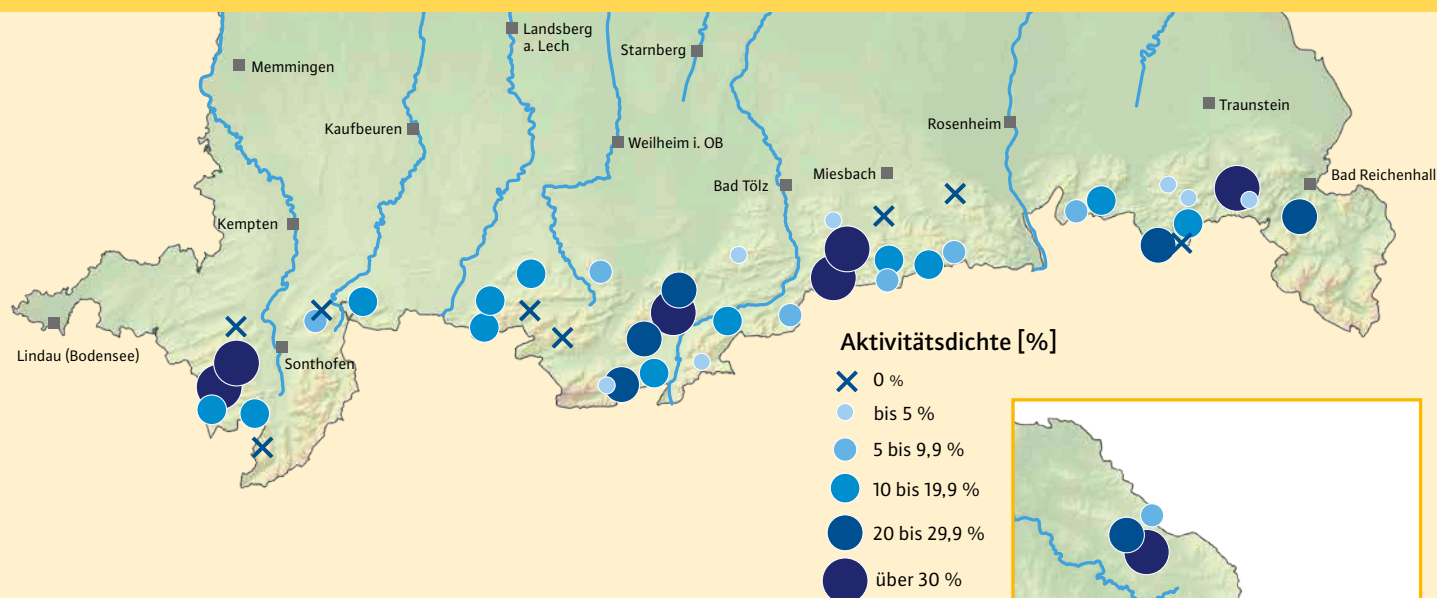 Landsberg
a. Lech
Starnberg
Memmingen
Traunstein
Kaufbeuren
Rosenheim
Weilheim i. OB
Miesbach
Bad Reichenhall
Bad Tölz
Kempten
Lindau (Bodensee)
Sonthofen
Aktivitätsdichte [%]
0 %
bis 5 %
5 bis 9,9 %
10 bis 19,9 %
20 bis 29,9 %
über 30 %